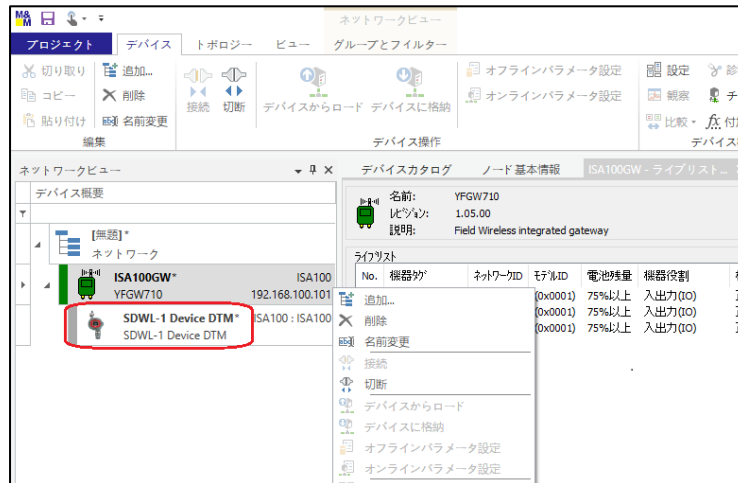 M&M
ネットワークビュー
プロジェクト デバイス トポロジー ビュー グループとフィルター
切り取り 追加... オフラインパラメータ設定 設定
コピー 削除 接続 切断 デバイスからロード デバイスに格納 オンラインパラメータ設定 観察
貼り付け 名前変更 比較
編集 デバイス操作
ネットワークビュー デバイスカタログ ノード基本情報 ISA100GW - ライブリスト...
デバイス概要
名前: YFGW710
ﾚﾋﾞｼﾞｮﾝ: 1.05.00
説明: Field Wireless integrated gateway
[無題]*
ネットワーク
ﾗｲﾌﾞﾘｽﾄ
No. 機器ﾀｸﾞ ﾈｯﾄﾜｰｸID ﾓﾃﾞﾙID 電池残量 機器役割
ISA100GW* ISA100
YFGW710 192.168.100.101
SDWL-1 Device DTM* ISA100 : ISA100
SDWL-1 Device DTM
(0x0001) 75%以上 入出力(IO)
(0x0001) 75%以上 入出力(IO)
(0x0001) 75%以上 入出力(IO)
追加...
削除
名前変更
接続
切断
デバイスからロード
デバイスに格納
オフラインパラメータ設定
オンラインパラメータ設定